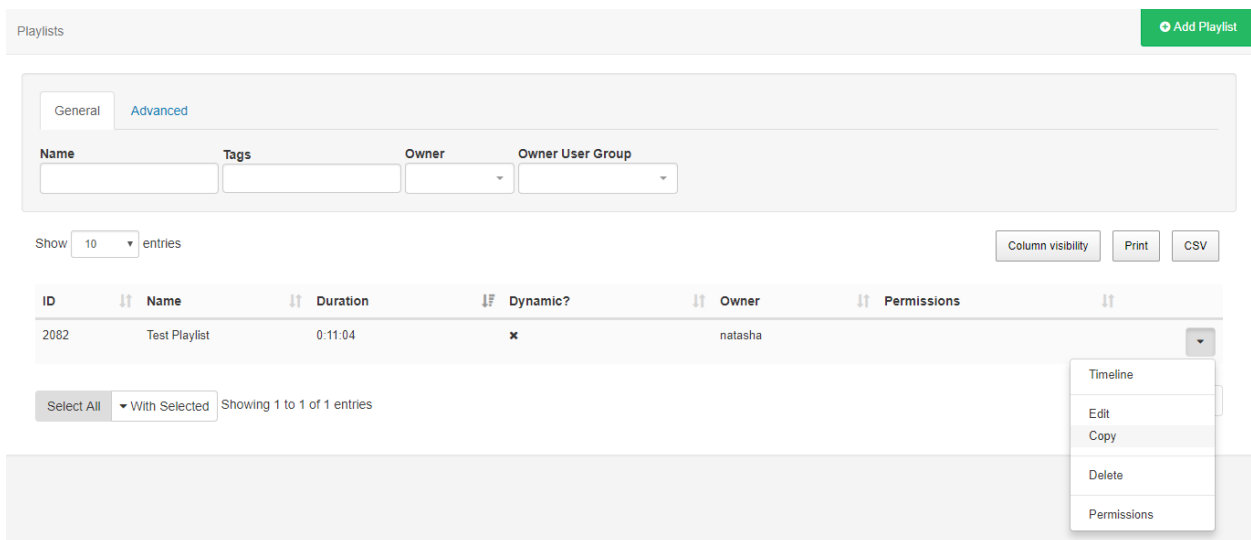 Playlists
Add Playlist
General Advanced
Name Tags Owner Owner User Group
Show 10 entries
Column visibility Print CSV
ID Name Duration Dynamic? Owner Permissions
2082 Test Playlist 0:11:04 natasha
Timeline
Select All With Selected Showing 1 to 1 of 1 entries
Edit
Copy
Delete
Permissions